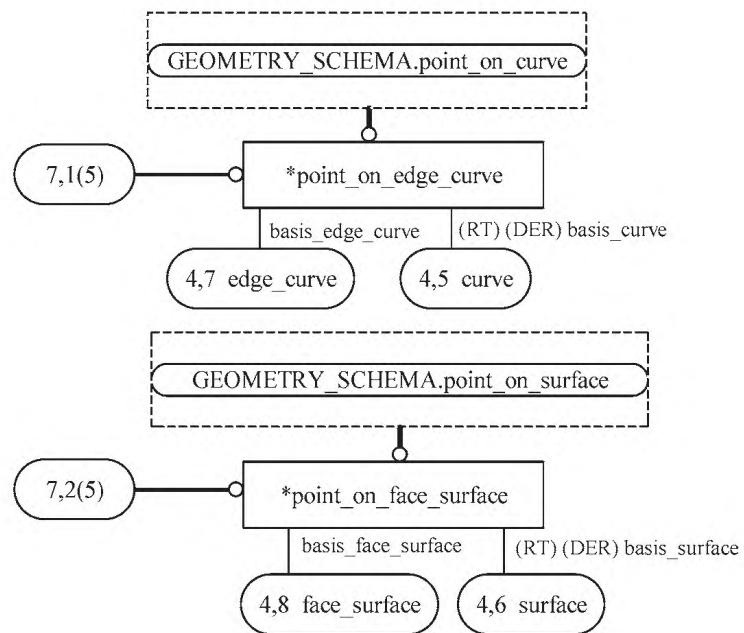 GEOMETRY_SCHEMA.point_on_curve
7,1(5)
*point_on_edge_curve
basis_edge_curve
(RT) (DER) basis_curve
4,7 edge_curve
4,5 curve
GEOMETRY_SCHEMA.point_on_surface
7,2(5)
*point_on_face_surface
basis_face_surface
(RT) (DER) basis_surface
4,8 face_surface
4,6 surface